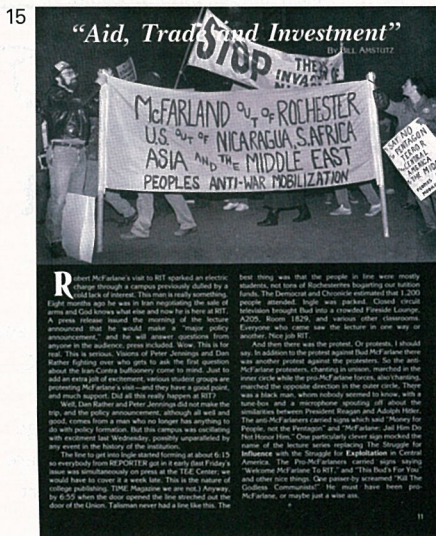 15
"Aid, Trade and Investment"
BY BILL AMSTUTZ
STOP THE
INVASION
McFARLAND OUT OF ROCHESTER
U.S. OUT OF NICARAGUA, S. AFRICA
ASIA AND THE MIDDLE EAST
PEOPLES ANTI-WAR MOBILIZATION
SAY NO
PENTAGON
TERROR
CENTRAL
AMERICA
THE MID
Robert McFarlane's visit to RIT sparked an electric
charge through a campus previously dulled by a
cold lack of interest. This man is really something.
Eight months ago he was in Iran negotiating the sale of
arms and God knows what else and now he is here at RIT.
A press release issued the morning of the lecture
announced that he would make a "major policy
announcement," and he will answer questions from
anyone in the audience, press included. Wow. This is for
real. This is serious. Visions of Peter Jennings and Dan
Rather fighting over who gets to ask the first question
about the Iran-Contra buffoonery come to mind. Just to
add an extra jolt of excitement, various student groups are
protesting McFarlane's visit—and they have a good point,
and much support. Did all this really happen at RIT?
Well, Dan Rather and Peter Jennings did not make the
trip, and the policy announcement, although all well and
good, comes from a man who no longer has anything to
do with policy formation. But this campus was oscillating
with excitment last Wednesday, possibly unparalleled by
any event in the history of the institution.
The line to get into Ingle started forming at about 6:15
so everybody from REPORTER got in it early (last Friday's
issue was simultaneously on press at the T&E Center; we
would have to cover it a week late. This is the nature of
college publishing. TIME Magazine we are not.) Anyway,
by 6:55 when the door opened the line streched out the
door of the Union. Talisman never had a line like this. The
best thing was that the people in line were mostly
students, not tons of Rochesterites bogarting our tuition
funds. The Democrat and Chronicle estimated that 1,200
people attended. Ingle was parked. Closed circuit
television brought Bud into a crowded Fireside Lounge,
A205, Room 1829, and various other classrooms.
Everyone who came saw the lecture in one way or
another. Nice job RIT.
And then there was the protest. Or protests, I should
say. In addition to the protest against Bud McFarlane there
was another protest against the protesters. So the anti-
McFarlane protesters, chanting in unison, marched in the
inner circle while the pro-McFarlane forces, also chanting,
marched the opposite direction in the outer circle. There
was a black man, whom nobody seemed to know, with a
tune-box and a microphone spouting off about the
similarities between President Reagan and Adolph Hitler.
The anti-McFarlaners carried signs which said "Money for
People, not the Pentagon" and "McFarlane: Jail Him Do
Not Honor Him." One particularly clever sign mocked the
name of the lecture series replacing The Struggle for
Influence with the Struggle for Exploitation in Central
America. The Pro-McFarlaners carried signs saying
"Welcome McFarlane To RIT," and "This Bud's For You"
and other nice things. One passer-by screamed "Kill The
Godless Communists!" He must have been pro-
McFarlane, or maybe just a wise ass.
11